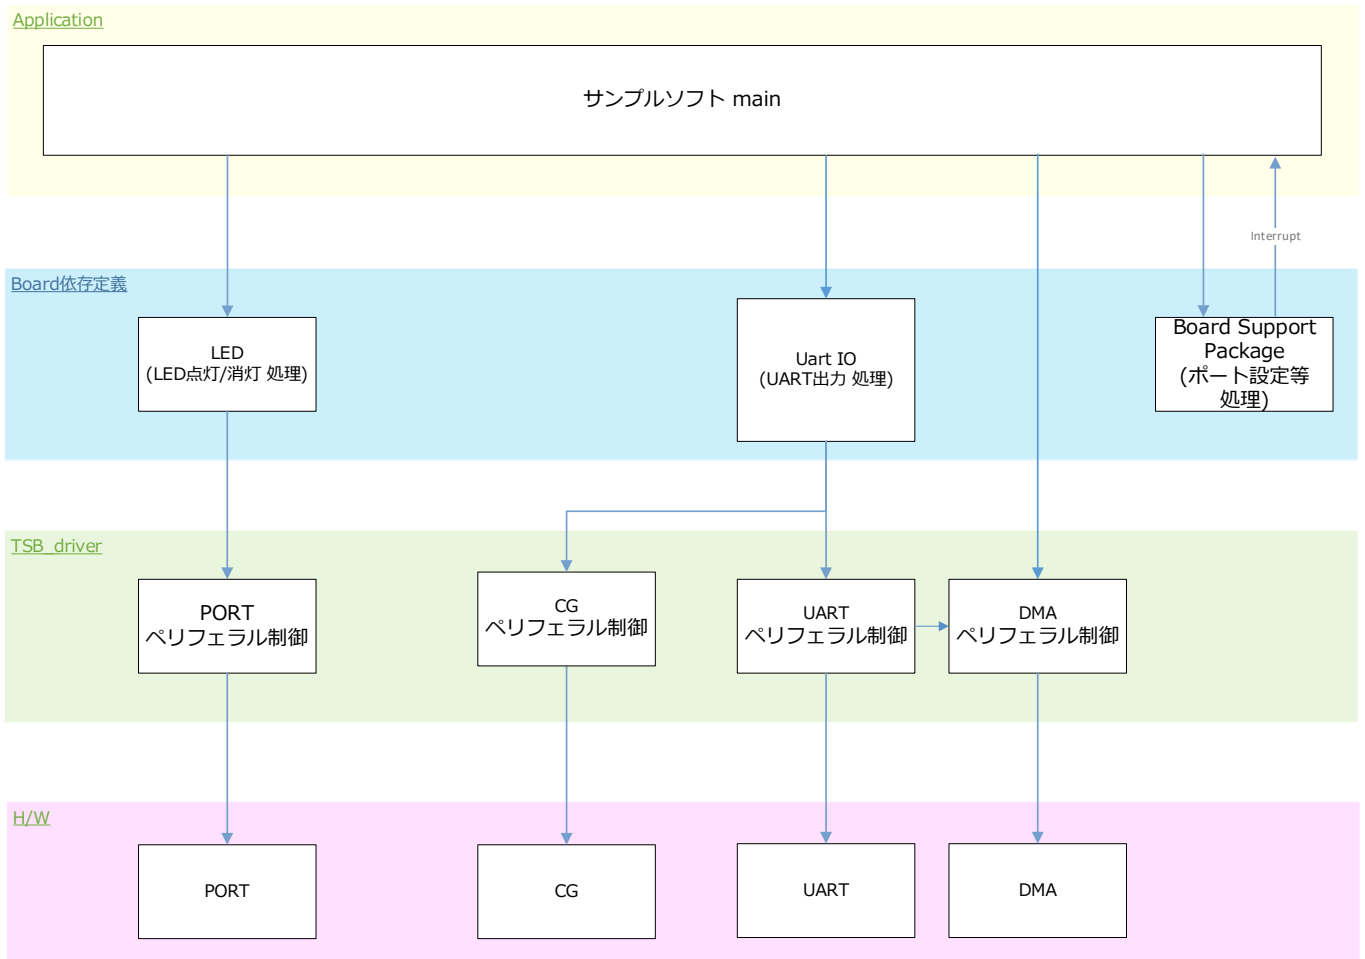 Application
サンプルソフト main
Interrupt
Board依存定義
LED
(LED点灯/消灯 処理)
Uart IO
(UART出力 処理)
Board Support
Package
(ポート設定等
処理)
TSB_driver
PORT
ペリフェラル制御
CG
ペリフェラル制御
UART
ペリフェラル制御
DMA
ペリフェラル制御
H/W
PORT
CG
UART
DMA